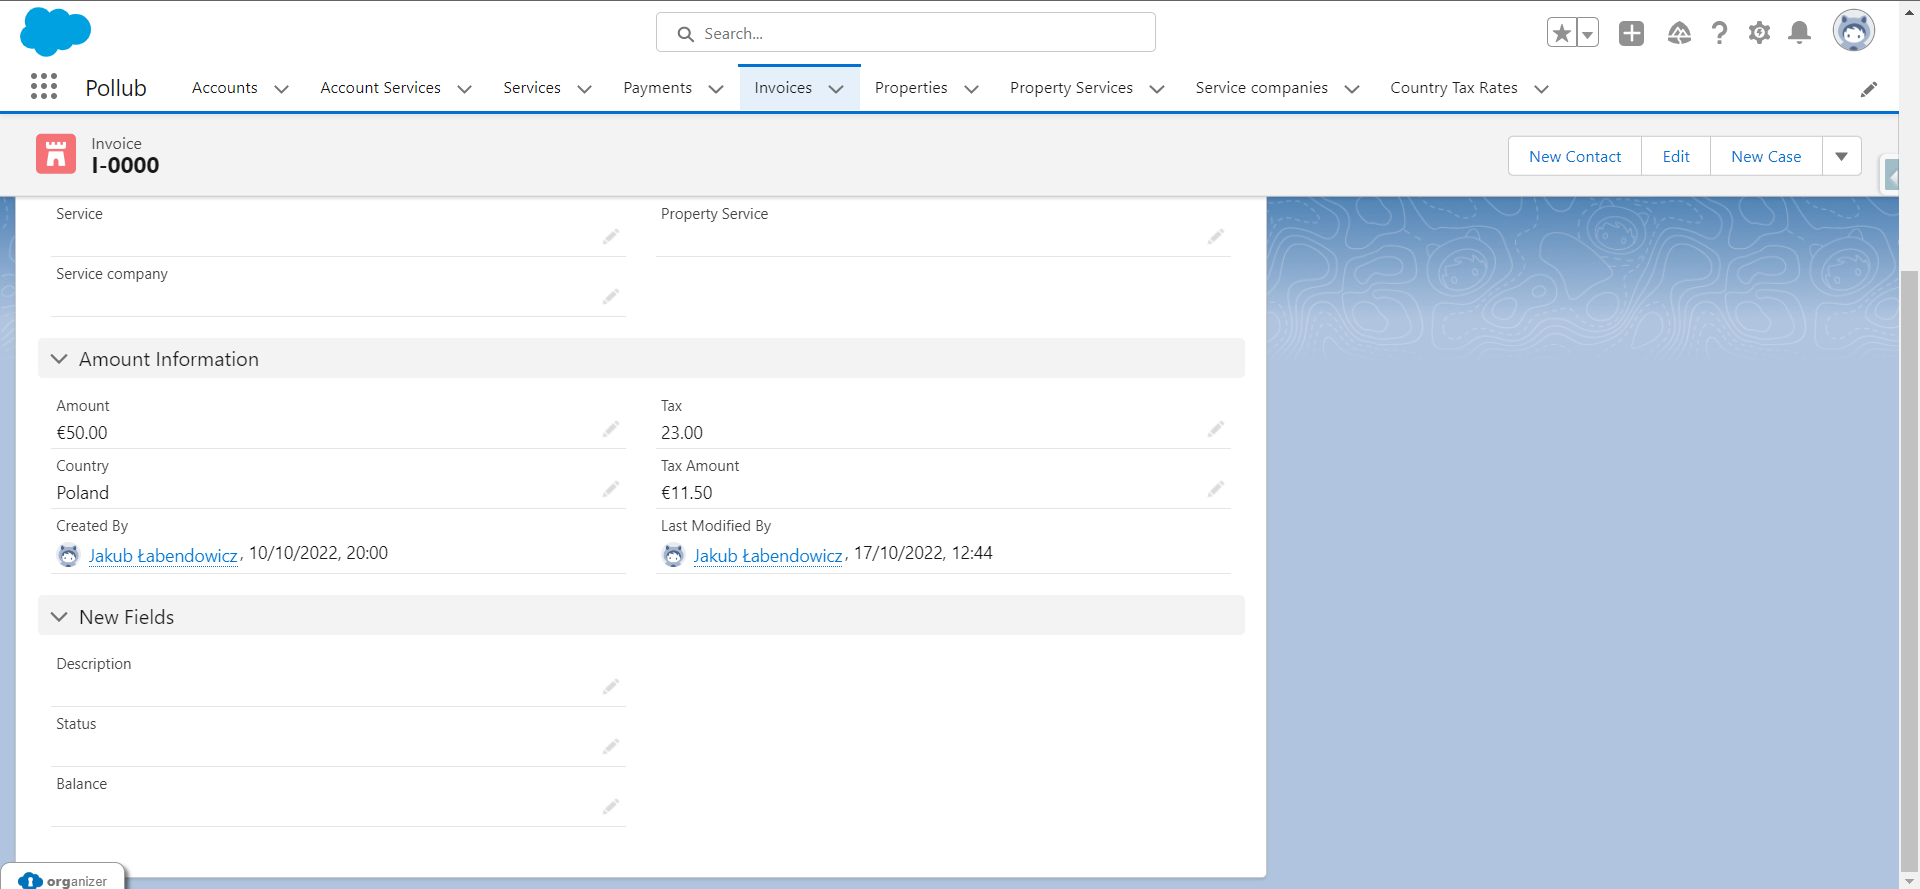 Search...
Pollub
Accounts
Account Services
Services
Payments
Invoices
Properties
Property Services
Service companies
Country Tax Rates
Invoice
I-0000
New Contact
Edit
New Case
Service
Property Service
Service company
Amount Information
Amount
Tax
€50.00
23.00
Country
Tax Amount
Poland
€11.50
Created By
Last Modified By
Jakub Łabendowicz, 10/10/2022, 20:00
Jakub Łabendowicz, 17/10/2022, 12:44
New Fields
Description
Status
Balance
organizer